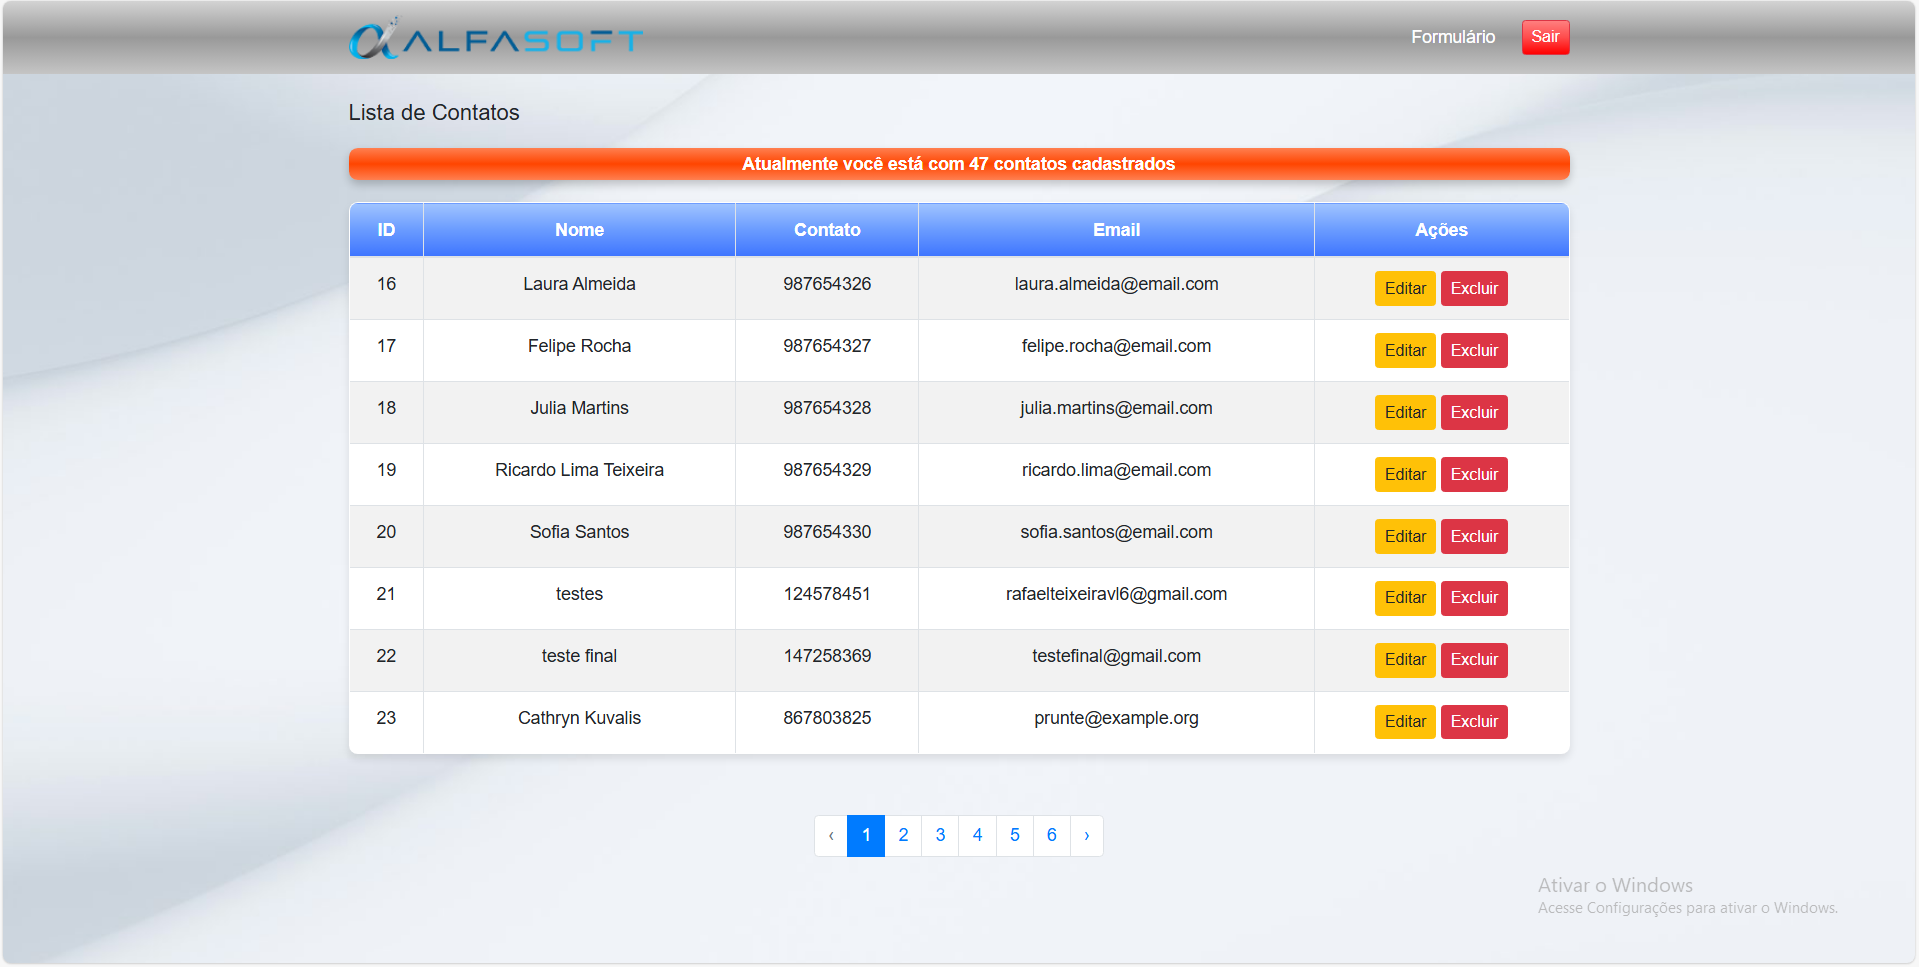 ALFASOFT
Formulário Sair
Lista de Contatos
Atualmente você está com 47 contatos cadastrados
ID Nome Contato Email Ações
16 Laura Almeida 987654326 laura.almeida@email.com Editar Excluir
17 Felipe Rocha 987654327 felipe.rocha@email.com Editar Excluir
18 Julia Martins 987654328 julia.martins@email.com Editar Excluir
19 Ricardo Lima Teixeira 987654329 ricardo.lima@email.com Editar Excluir
20 Sofia Santos 987654330 sofia.santos@email.com Editar Excluir
21 testes 124578451 rafaelteixeiravl6@gmail.com Editar Excluir
22 teste final 147258369 testefinal@gmail.com Editar Excluir
23 Cathryn Kuvalis 867803825 prunte@example.org Editar Excluir
‹ 1 2 3 4 5 6 ›
Ativar o Windows
Acesse Configurações para ativar o Windows.